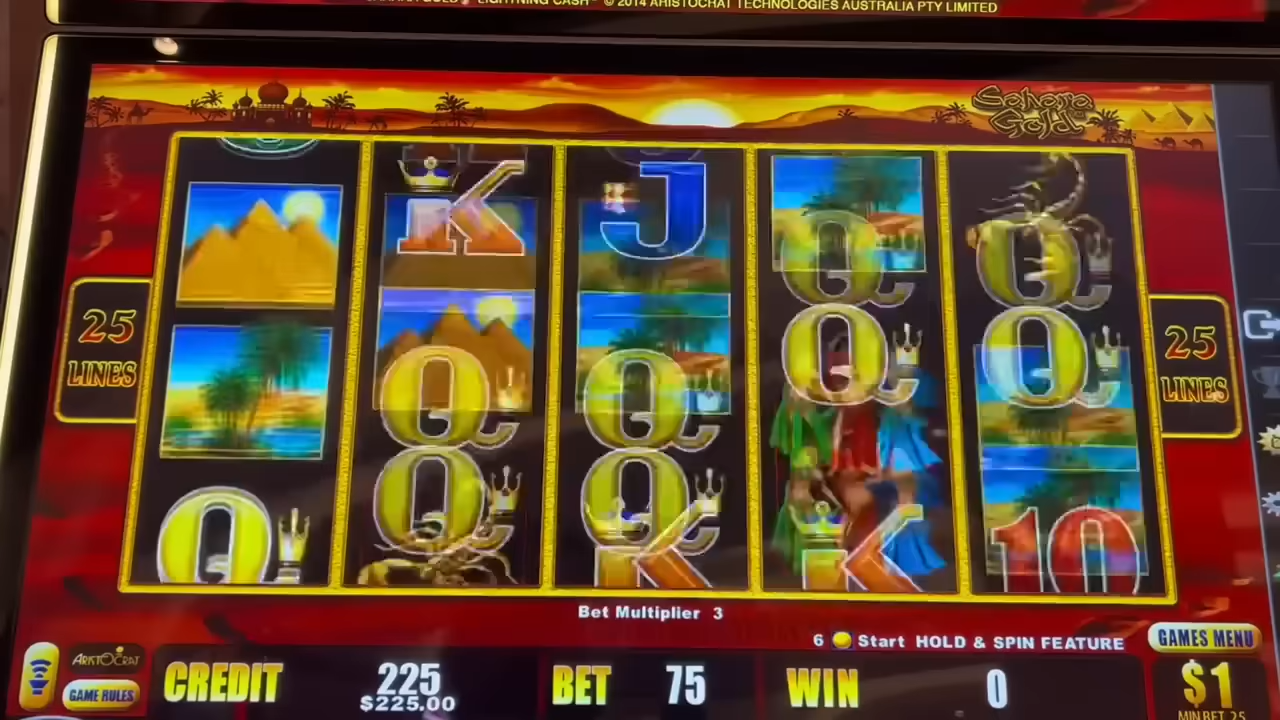 LIGHTNING CASH™ © 2014 ARISTOCRAT TECHNOLOGIES AUSTRALIA PTY LIMITED
Sahara
Gold
K
J
Q
Q
25
LINES
Q
Q
Q
Q
25
LINES
Q
Q
Q
K
K
10
Bet Multiplier 3
6 Start HOLD & SPIN FEATURE
GAMES MENU
ARISTOCRAT
GAME RULES
CREDIT
225
$225.00
BET
75
WIN
0
$1
MIN BET 25